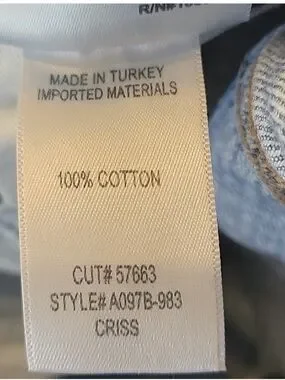 MADE IN TURKEY
IMPORTED MATERIALS
100% COTTON
CUT# 57663
STYLE# A097B-983
CRISS